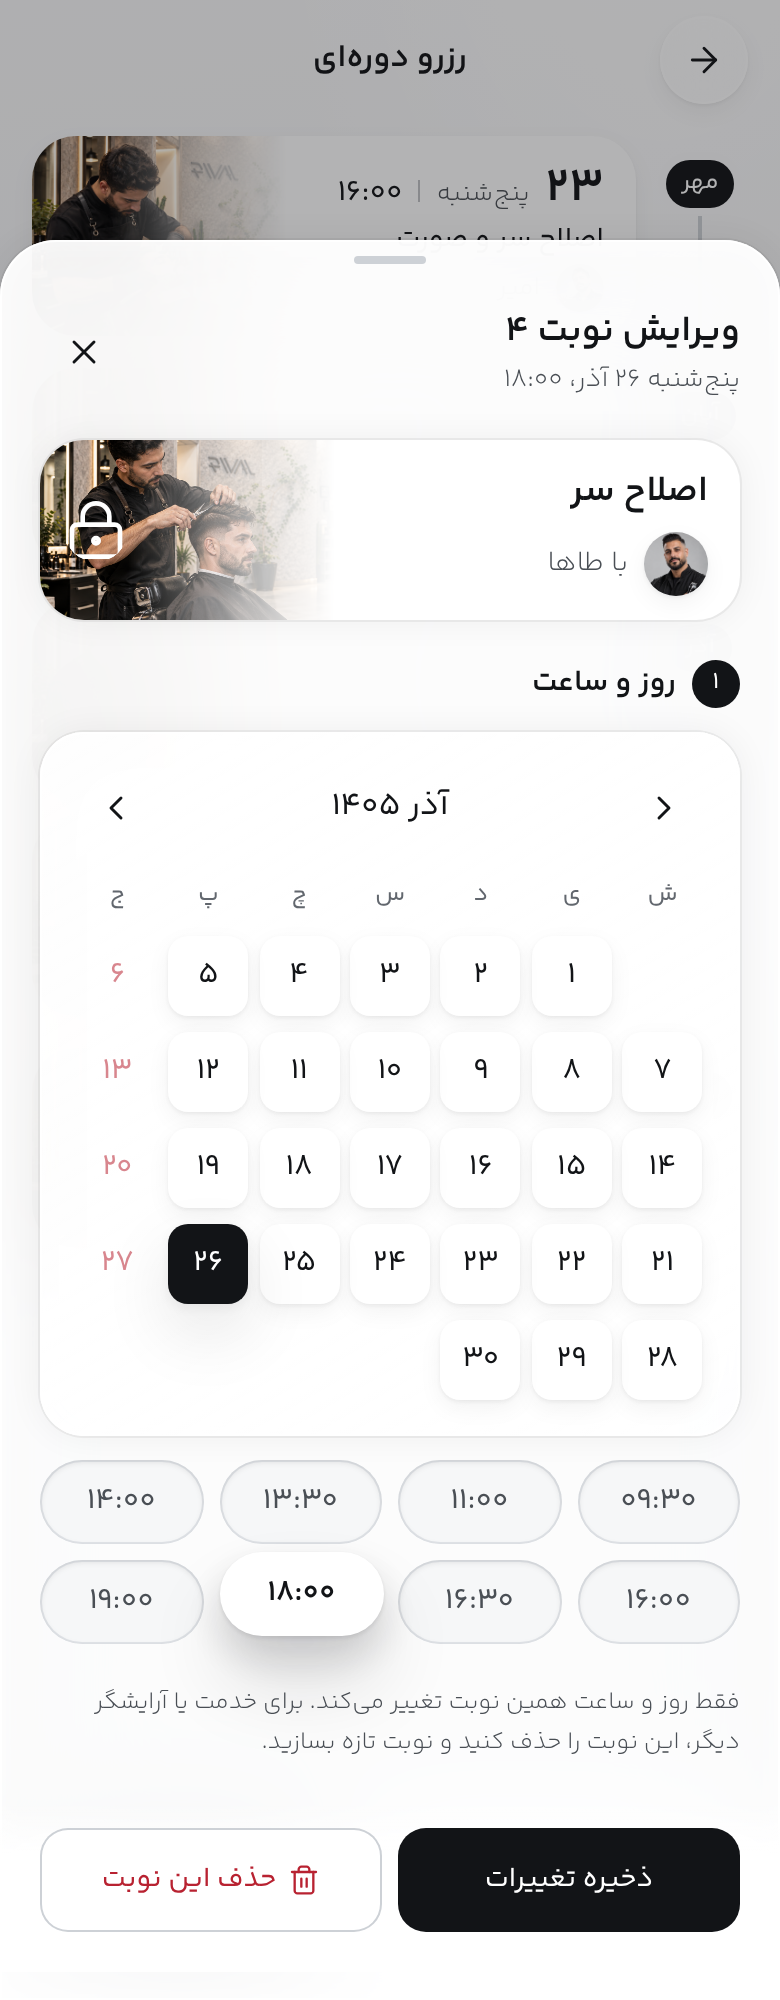 رزرو دوره‌ای
مهر
۲۳ پنج‌شنبه | ۱۶:۰۰
اصلاح سر و صورت
ویرایش نوبت ۴
پنج‌شنبه ۲۶ آذر، ۱۸:۰۰
اصلاح سر
با طاها
۱ روز و ساعت
آذر ۱۴۰۵
ش ی د س چ پ ج
۱ ۲ ۳ ۴ ۵ ۶
۷ ۸ ۹ ۱۰ ۱۱ ۱۲ ۱۳
۱۴ ۱۵ ۱۶ ۱۷ ۱۸ ۱۹ ۲۰
۲۱ ۲۲ ۲۳ ۲۴ ۲۵ ۲۶ ۲۷
۲۸ ۲۹ ۳۰
۰۹:۳۰ ۱۱:۰۰ ۱۳:۳۰ ۱۴:۰۰
۱۶:۰۰ ۱۶:۳۰ ۱۸:۰۰ ۱۹:۰۰
فقط روز و ساعت همین نوبت تغییر می‌کند. برای خدمت یا آرایشگر
دیگر، این نوبت را حذف کنید و نوبت تازه بسازید.
ذخیره تغییرات
حذف این نوبت